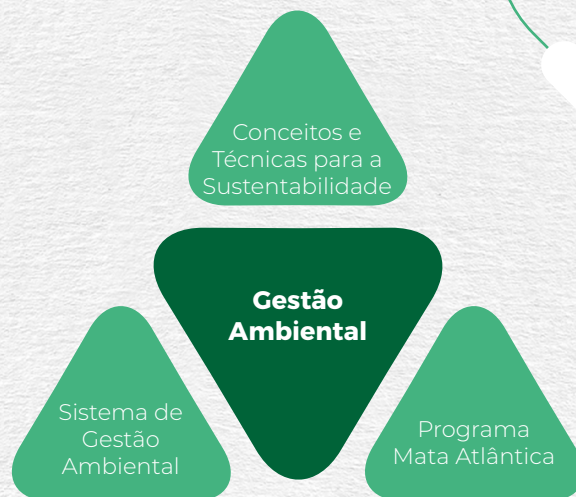 Conceitos e
Técnicas para a
Sustentabilidade
Gestão
Ambiental
Sistema de
Gestão
Ambiental
Programa
Mata Atlântica